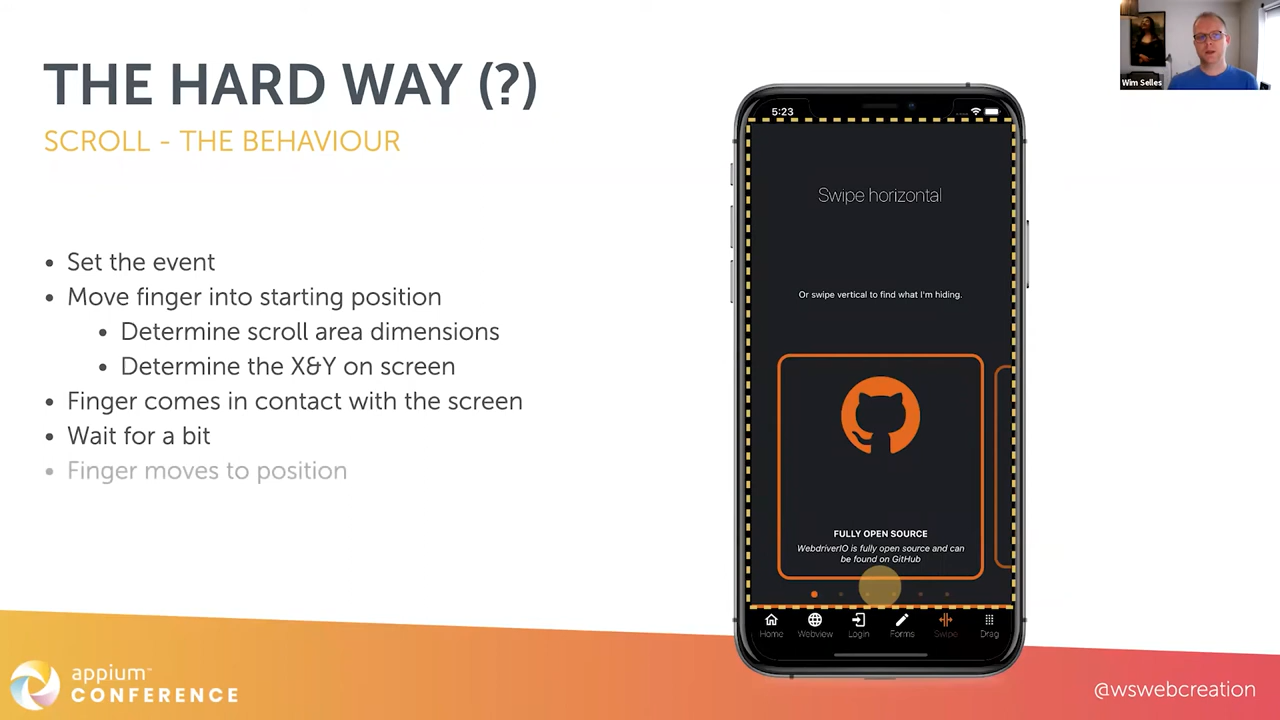 THE HARD WAY (?)
SCROLL - THE BEHAVIOUR
• Set the event
• Move finger into starting position
• Determine scroll area dimensions
• Determine the X&Y on screen
• Finger comes in contact with the screen
• Wait for a bit
• Finger moves to position
5:23
Swipe horizontal
Or swipe vertical to find what I'm hiding.
FULLY OPEN SOURCE
WebdriverIO is fully open source and can
be found on GitHub
Home Webview Login Forms Swipe Drag
Wim Selles
appium™
CONFERENCE
@wswebcreation